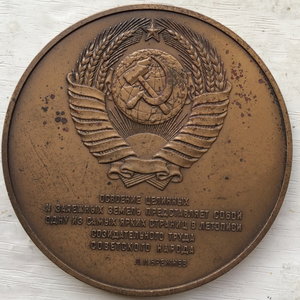 ОСВОЕНИЕ ЦЕЛИННЫХ
И ЗАЛЕЖНЫХ ЗЕМЕЛЬ ПРЕДСТАВЛЯЕТ СОБОЙ
ОДНУ ИЗ САМЫХ ЯРКИХ СТРАНИЦ В ЛЕТОПИСИ
СОЗИДАТЕЛЬНОГО ТРУДА
СОВЕТСКОГО НАРОДА
Л.И.БРЕЖНЕВ